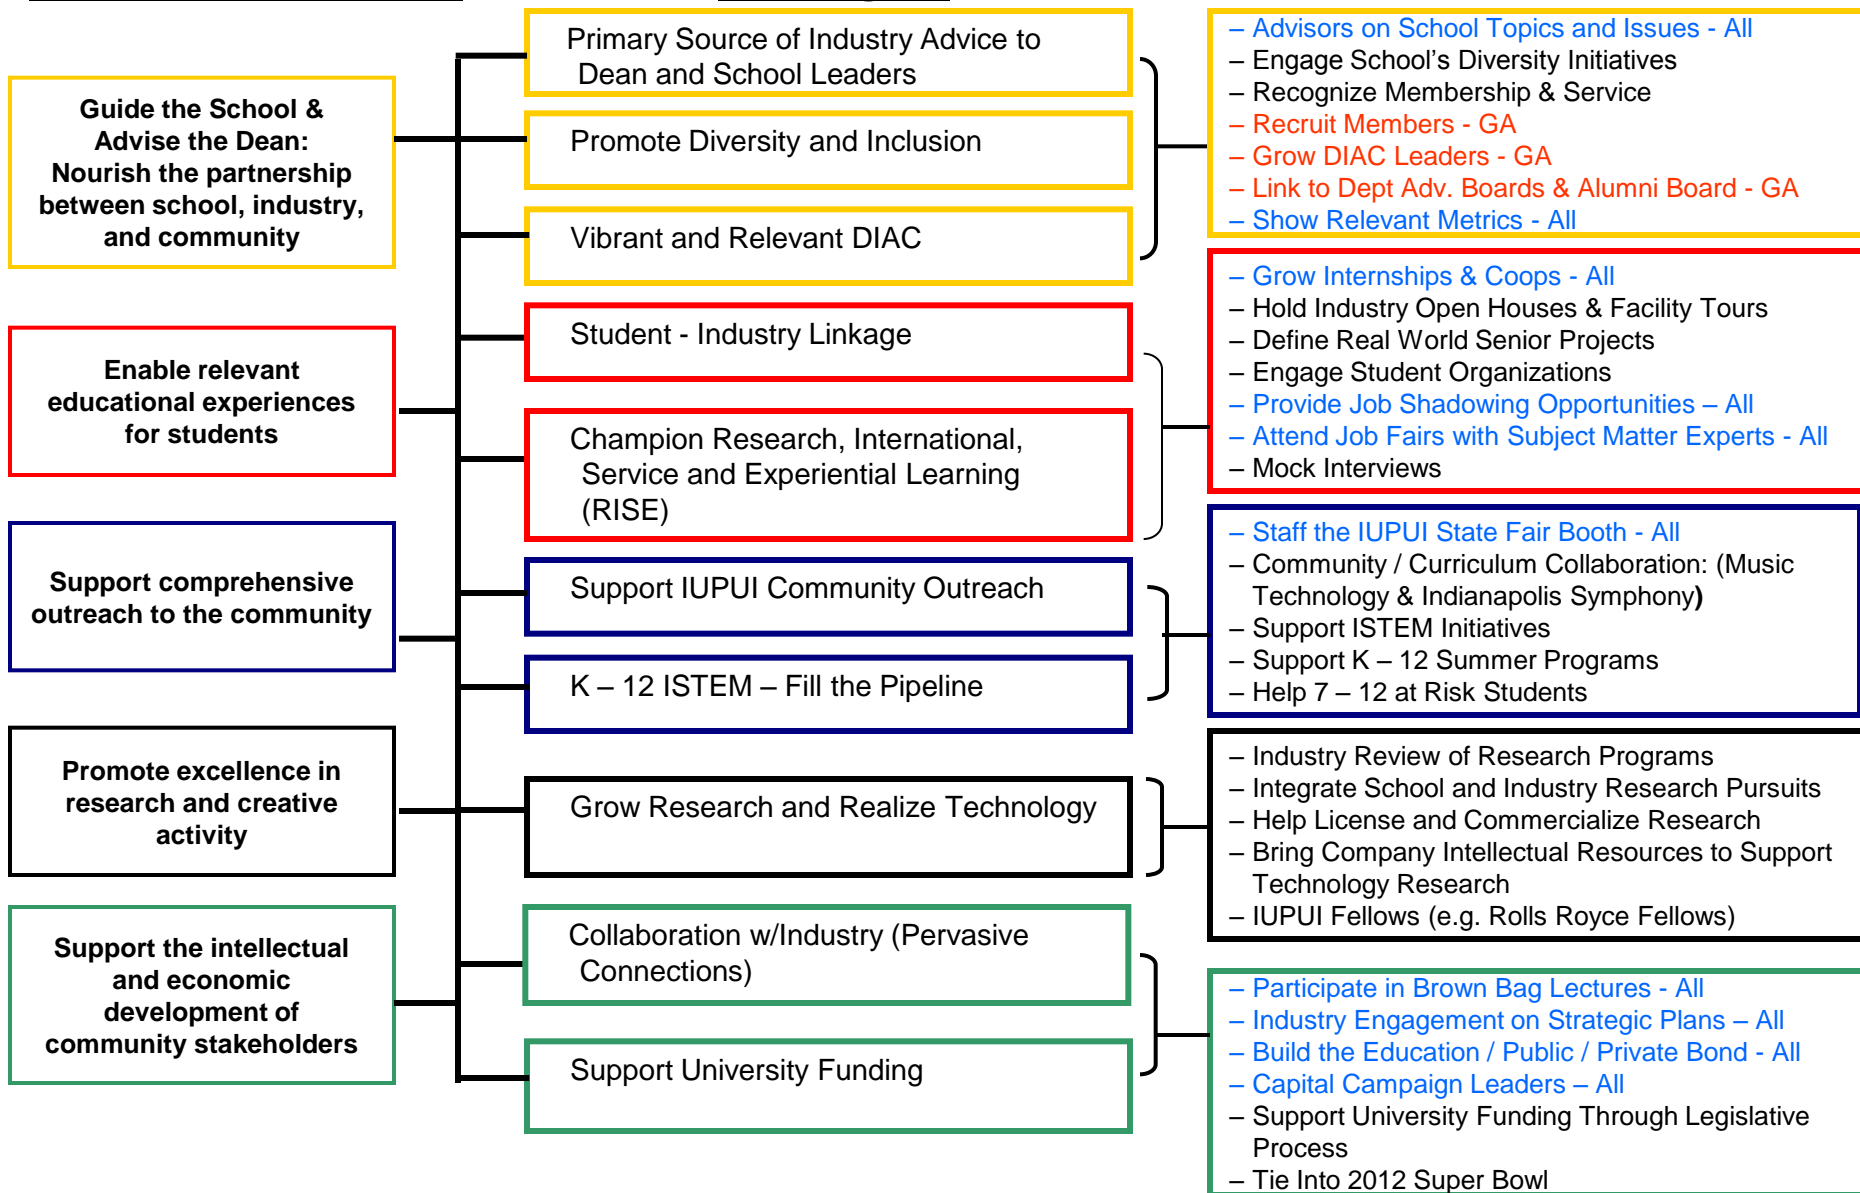 Guide the School &
Advise the Dean:
Nourish the partnership
between school, industry,
and community
Enable relevant
educational experiences
for students
Support comprehensive
outreach to the community
Promote excellence in
research and creative
activity
Support the intellectual
and economic
development of
community stakeholders
Primary Source of Industry Advice to
Dean and School Leaders
Promote Diversity and Inclusion
Vibrant and Relevant DIAC
Student - Industry Linkage
Champion Research, International,
Service and Experiential Learning
(RISE)
Support IUPUI Community Outreach
K – 12 ISTEM – Fill the Pipeline
Grow Research and Realize Technology
Collaboration w/Industry (Pervasive
Connections)
Support University Funding
– Advisors on School Topics and Issues - All
– Engage School’s Diversity Initiatives
– Recognize Membership & Service
– Recruit Members - GA
– Grow DIAC Leaders - GA
– Link to Dept Adv. Boards & Alumni Board - GA
– Show Relevant Metrics - All
– Grow Internships & Coops - All
– Hold Industry Open Houses & Facility Tours
– Define Real World Senior Projects
– Engage Student Organizations
– Provide Job Shadowing Opportunities – All
– Attend Job Fairs with Subject Matter Experts - All
– Mock Interviews
– Staff the IUPUI State Fair Booth - All
– Community / Curriculum Collaboration: (Music
Technology & Indianapolis Symphony)
– Support ISTEM Initiatives
– Support K – 12 Summer Programs
– Help 7 – 12 at Risk Students
– Industry Review of Research Programs
– Integrate School and Industry Research Pursuits
– Help License and Commercialize Research
– Bring Company Intellectual Resources to Support
Technology Research
– IUPUI Fellows (e.g. Rolls Royce Fellows)
– Participate in Brown Bag Lectures - All
– Industry Engagement on Strategic Plans – All
– Build the Education / Public / Private Bond - All
– Capital Campaign Leaders – All
– Support University Funding Through Legislative
Process
– Tie Into 2012 Super Bowl